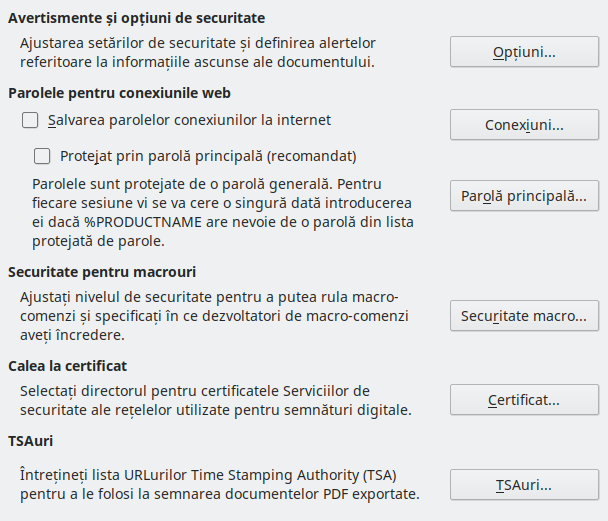 Avertismente și opțiuni de securitate
Ajustarea setărilor de securitate și definirea alertelor
referitoare la informațiile ascunse ale documentului.
Opțiuni...
Parolele pentru conexiunile web
Salvarea parolelor conexiunilor la internet
Conexiuni...
Protejat prin parolă principală (recomandat)
Parolele sunt protejate de o parolă generală. Pentru
fiecare sesiune vi se va cere o singură dată introducerea
ei dacă %PRODUCTNAME are nevoie de o parolă din lista
protejată de parole.
Parolă principală...
Securitate pentru macrouri
Ajustați nivelul de securitate pentru a putea rula macro-
comenzi și specificați în ce dezvoltatori de macro-comenzi
aveți încredere.
Securitate macro...
Calea la certificat
Selectați directorul pentru certificatele Serviciilor de
securitate ale rețelelor utilizate pentru semnături digitale.
Certificat...
TSAuri
Întrețineți lista URLurilor Time Stamping Authority (TSA)
pentru a le folosi la semnarea documentelor PDF exportate.
TSAuri...